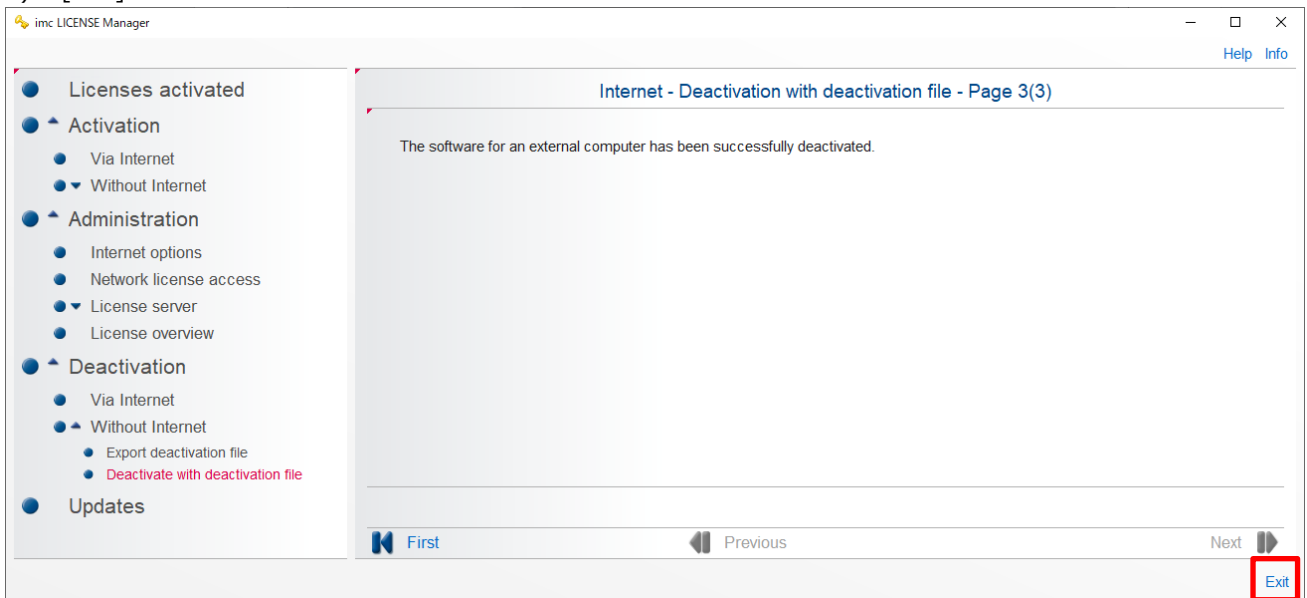 imc LICENSE Manager
Help Info
Licenses activated
Activation
Via Internet
Without Internet
Administration
Internet options
Network license access
License server
License overview
Deactivation
Via Internet
Without Internet
Export deactivation file
Deactivate with deactivation file
Updates
Internet - Deactivation with deactivation file - Page 3(3)
The software for an external computer has been successfully deactivated.
First
Previous
Next
Exit